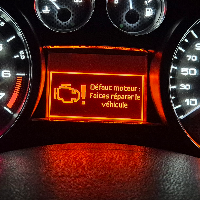 Défaut moteur :
Faites réparer le
véhicule